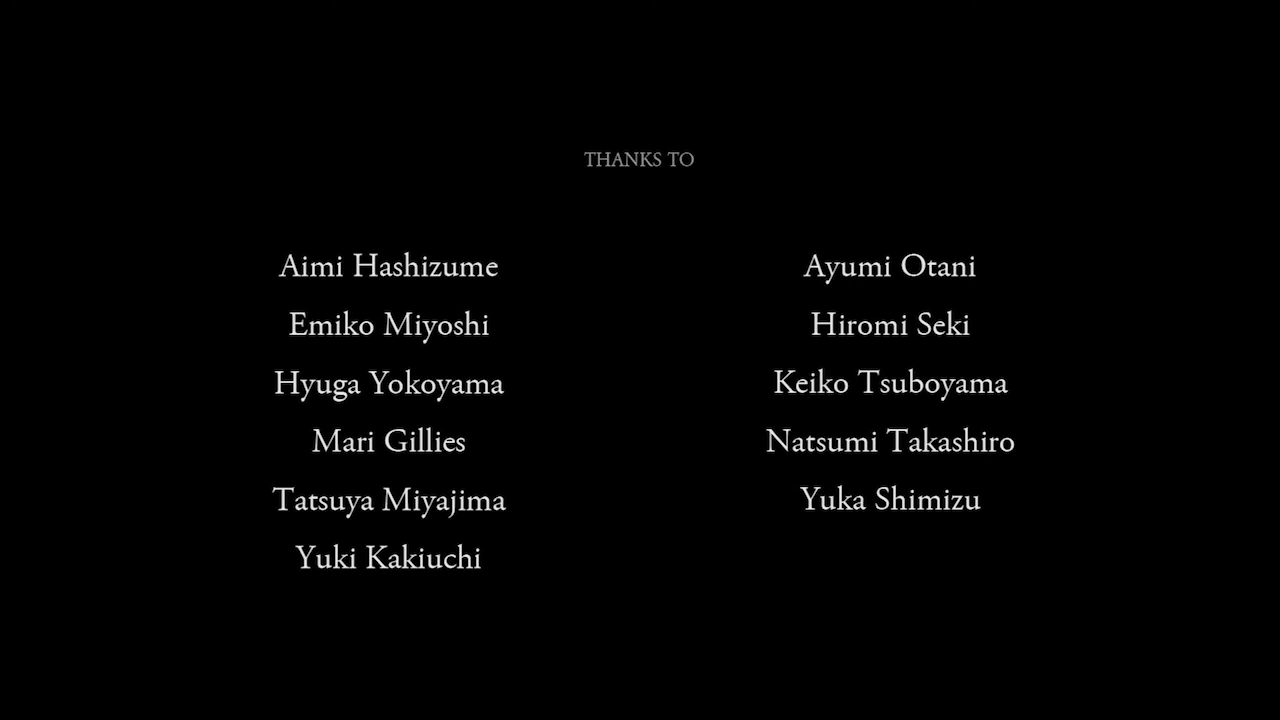 THANKS TO
Aimi Hashizume
Ayumi Otani
Emiko Miyoshi
Hiromi Seki
Hyuga Yokoyama
Keiko Tsuboyama
Mari Gillies
Natsumi Takashiro
Tatsuya Miyajima
Yuka Shimizu
Yuki Kakiuchi